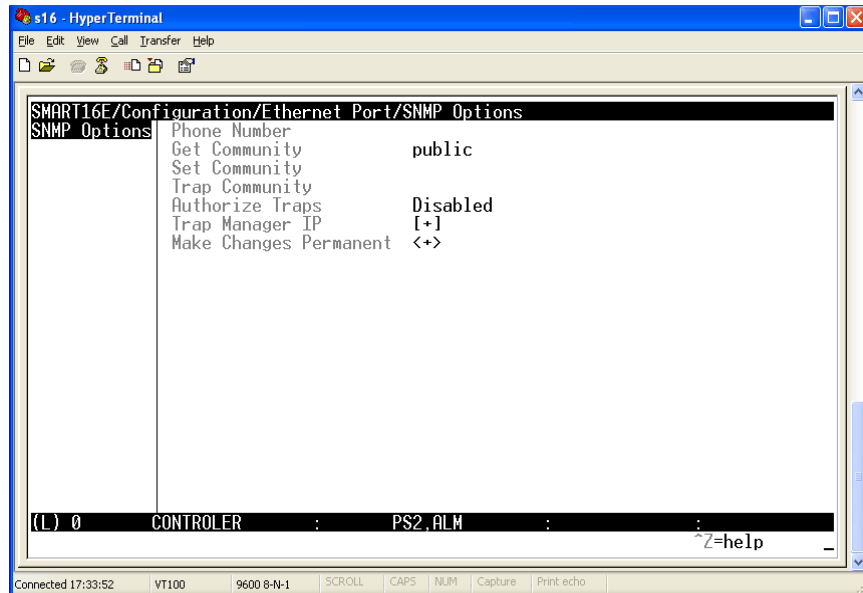 s16 - HyperTerminal
File Edit View Call Transfer Help
SMART16E/Configuration/Ethernet Port/SNMP Options
SNMP Options
Phone Number
Get Community public
Set Community
Trap Community
Authorize Traps Disabled
Trap Manager IP [+]
Make Changes Permanent <+>
(L) 0 CONTROLER : PS2,ALM : :
^Z=help _
Connected 17:33:52 VT100 9600 8-N-1 SCROLL CAPS NUM Capture Print echo